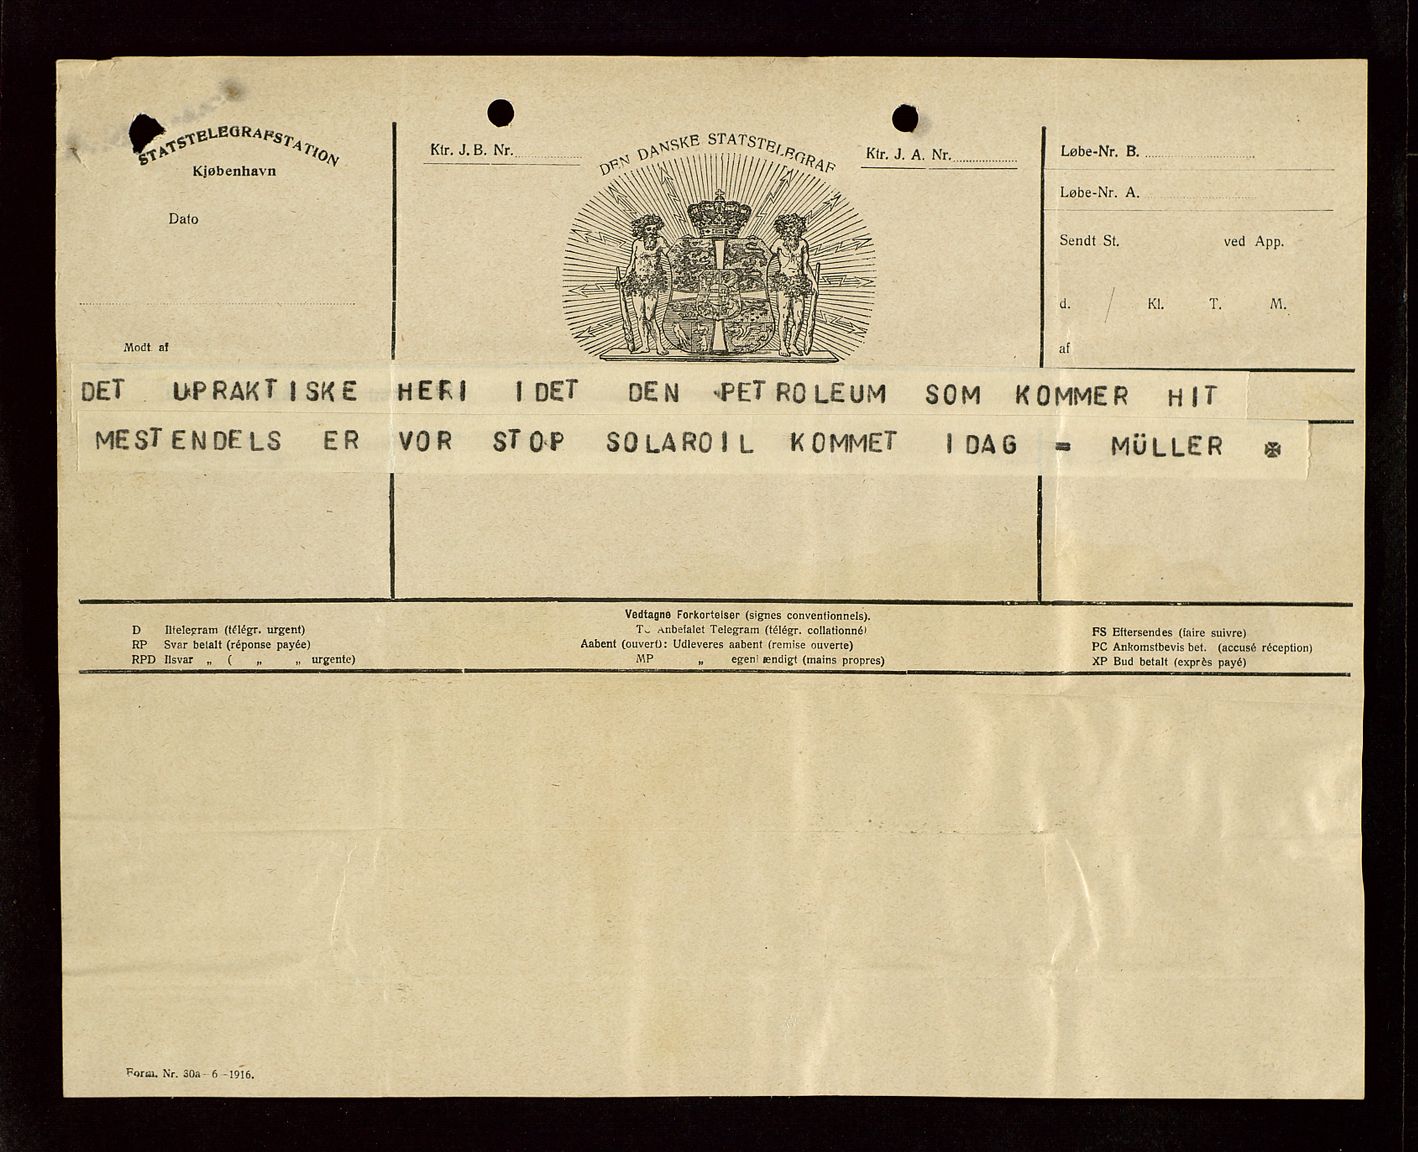 STATSTELEGRAFSTATION
Kjøbenhavn
Dato
Modt. af
Ktr. J. B. Nr.
DEN DANSKE STATSTELEGRAF
Ktr. J. A. Nr.
Løbe-Nr. B.
Løbe-Nr. A.
Sendt St. ved App.
d. / Kl. T. M.
af
DET UPRAKTISKE HERI IDET DEN PETROLEUM SOM KOMMER HIT
MESTENDELS ER VOR STOP SOLAROIL KOMMET IDAG = MÜLLER
Vedtagne Forkortelser (signes conventionnels).
D Iltelegram (télégr. urgent)
RP Svar betalt (réponse payée)
RPD Ilsvar „ ( „ „ urgente)
Anbefalet Telegram (télégr. collationné)
Aabent (ouvert): Udleveres aabent (remise ouverte)
MP „ egenhændigt (mains propres)
FS Eftersendes (faire suivre)
PC Ankomstbevis bet. (accusé réception)
XP Bud betalt (exprès payé)
Form. Nr. 30a - 6 - 1916.